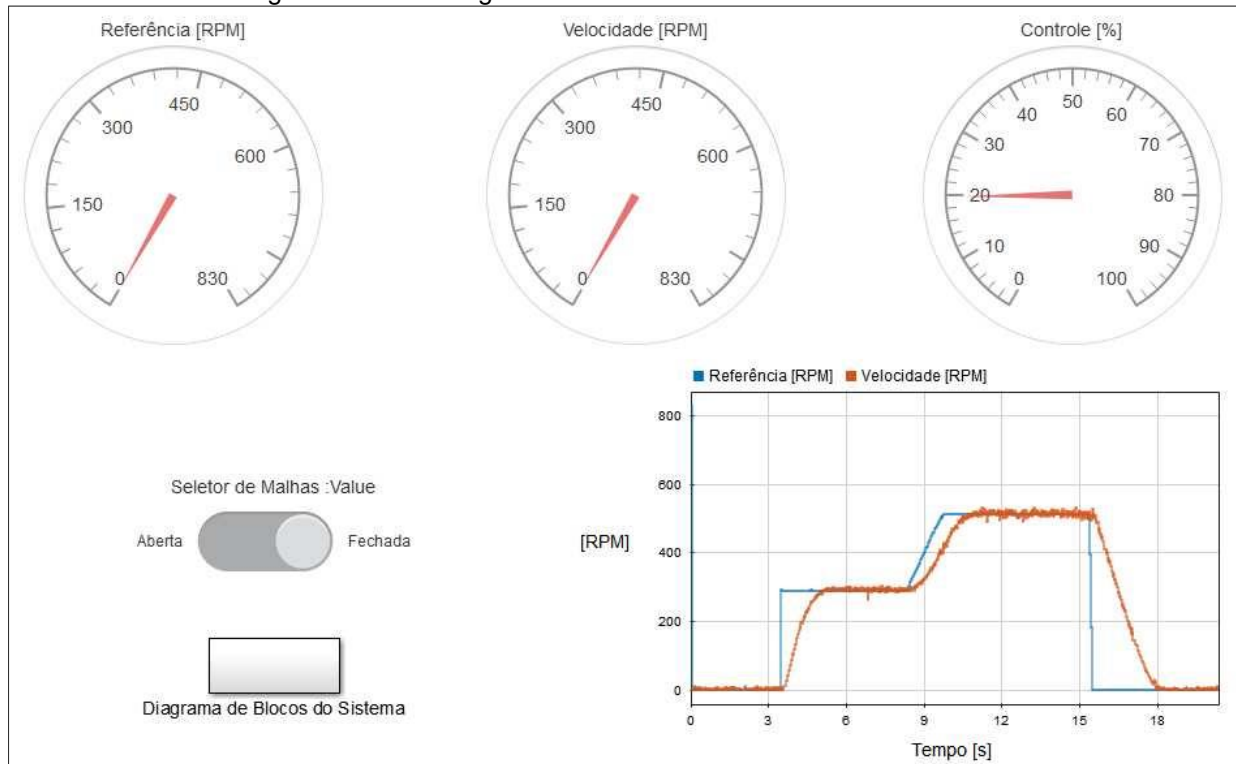 Referência [RPM]
0
150
300
450
600
830
Velocidade [RPM]
0
150
300
450
600
830
Controle [%]
0
10
20
30
40
50
60
70
80
90
100
Seletor de Malhas :Value
Aberta
Fechada
Diagrama de Blocos do Sistema
Referência [RPM] Velocidade [RPM]
[RPM]
800
600
400
200
0
0 3 6 9 12 15 18
Tempo [s]